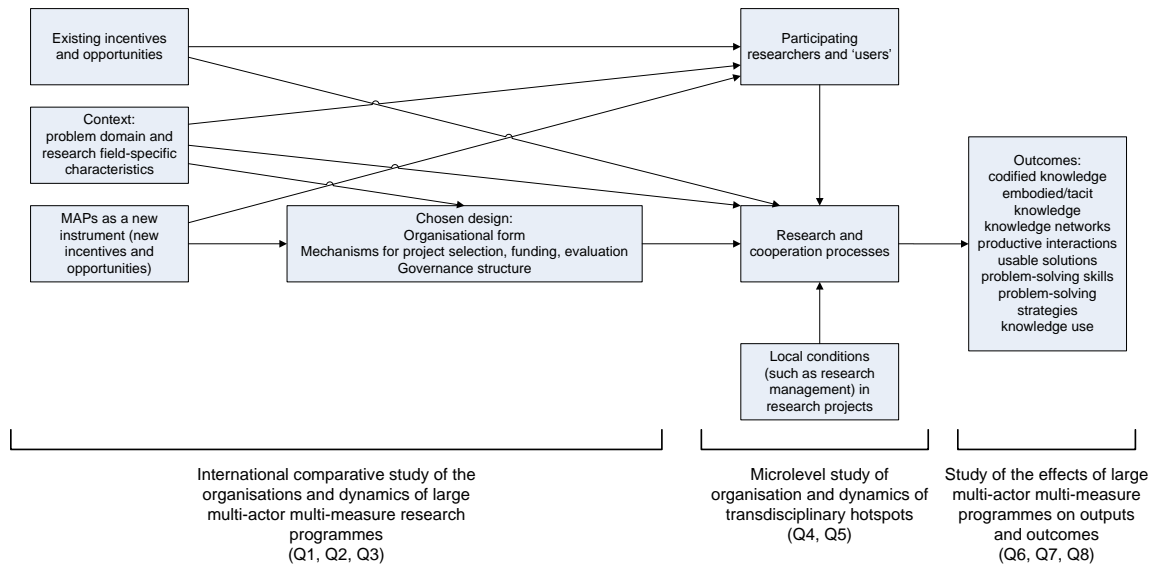 Existing incentives
and opportunities
Participating
researchers and ‘users’
Context:
problem domain and
research field-specific
characteristics
MAPs as a new
instrument (new
incentives and
opportunities)
Chosen design:
Organisational form
Mechanisms for project selection, funding, evaluation
Governance structure
Research and
cooperation processes
Outcomes:
codified knowledge
embodied/tacit
knowledge
knowledge networks
productive interactions
usable solutions
problem-solving skills
problem-solving
strategies
knowledge use
Local conditions
(such as research
management) in
research projects
International comparative study of the
organisations and dynamics of large
multi-actor multi-measure research
programmes
(Q1, Q2, Q3)
Microlevel study of
organisation and dynamics of
transdisciplinary hotspots
(Q4, Q5)
Study of the effects of large
multi-actor multi-measure
programmes on outputs
and outcomes
(Q6, Q7, Q8)